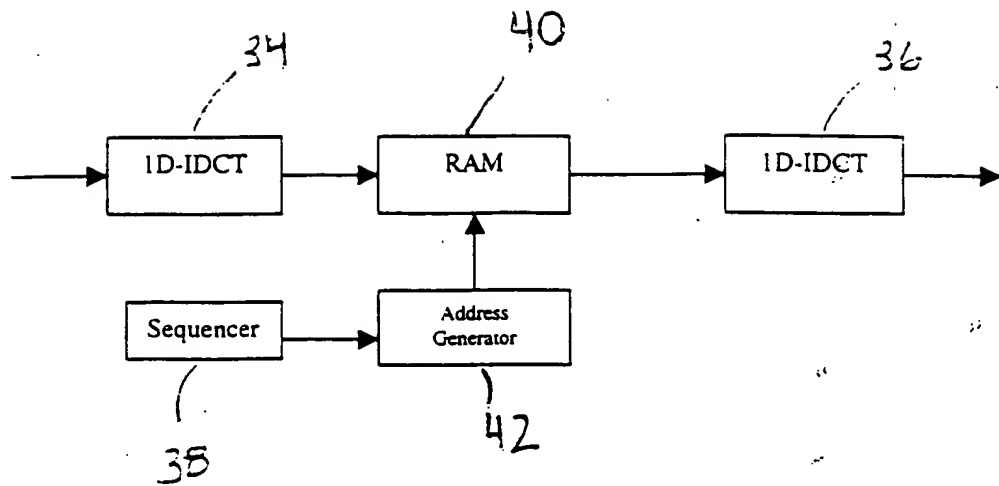 34
40
36
1D-IDCT
RAM
1D-IDCT
Sequencer
Address
Generator
38
42